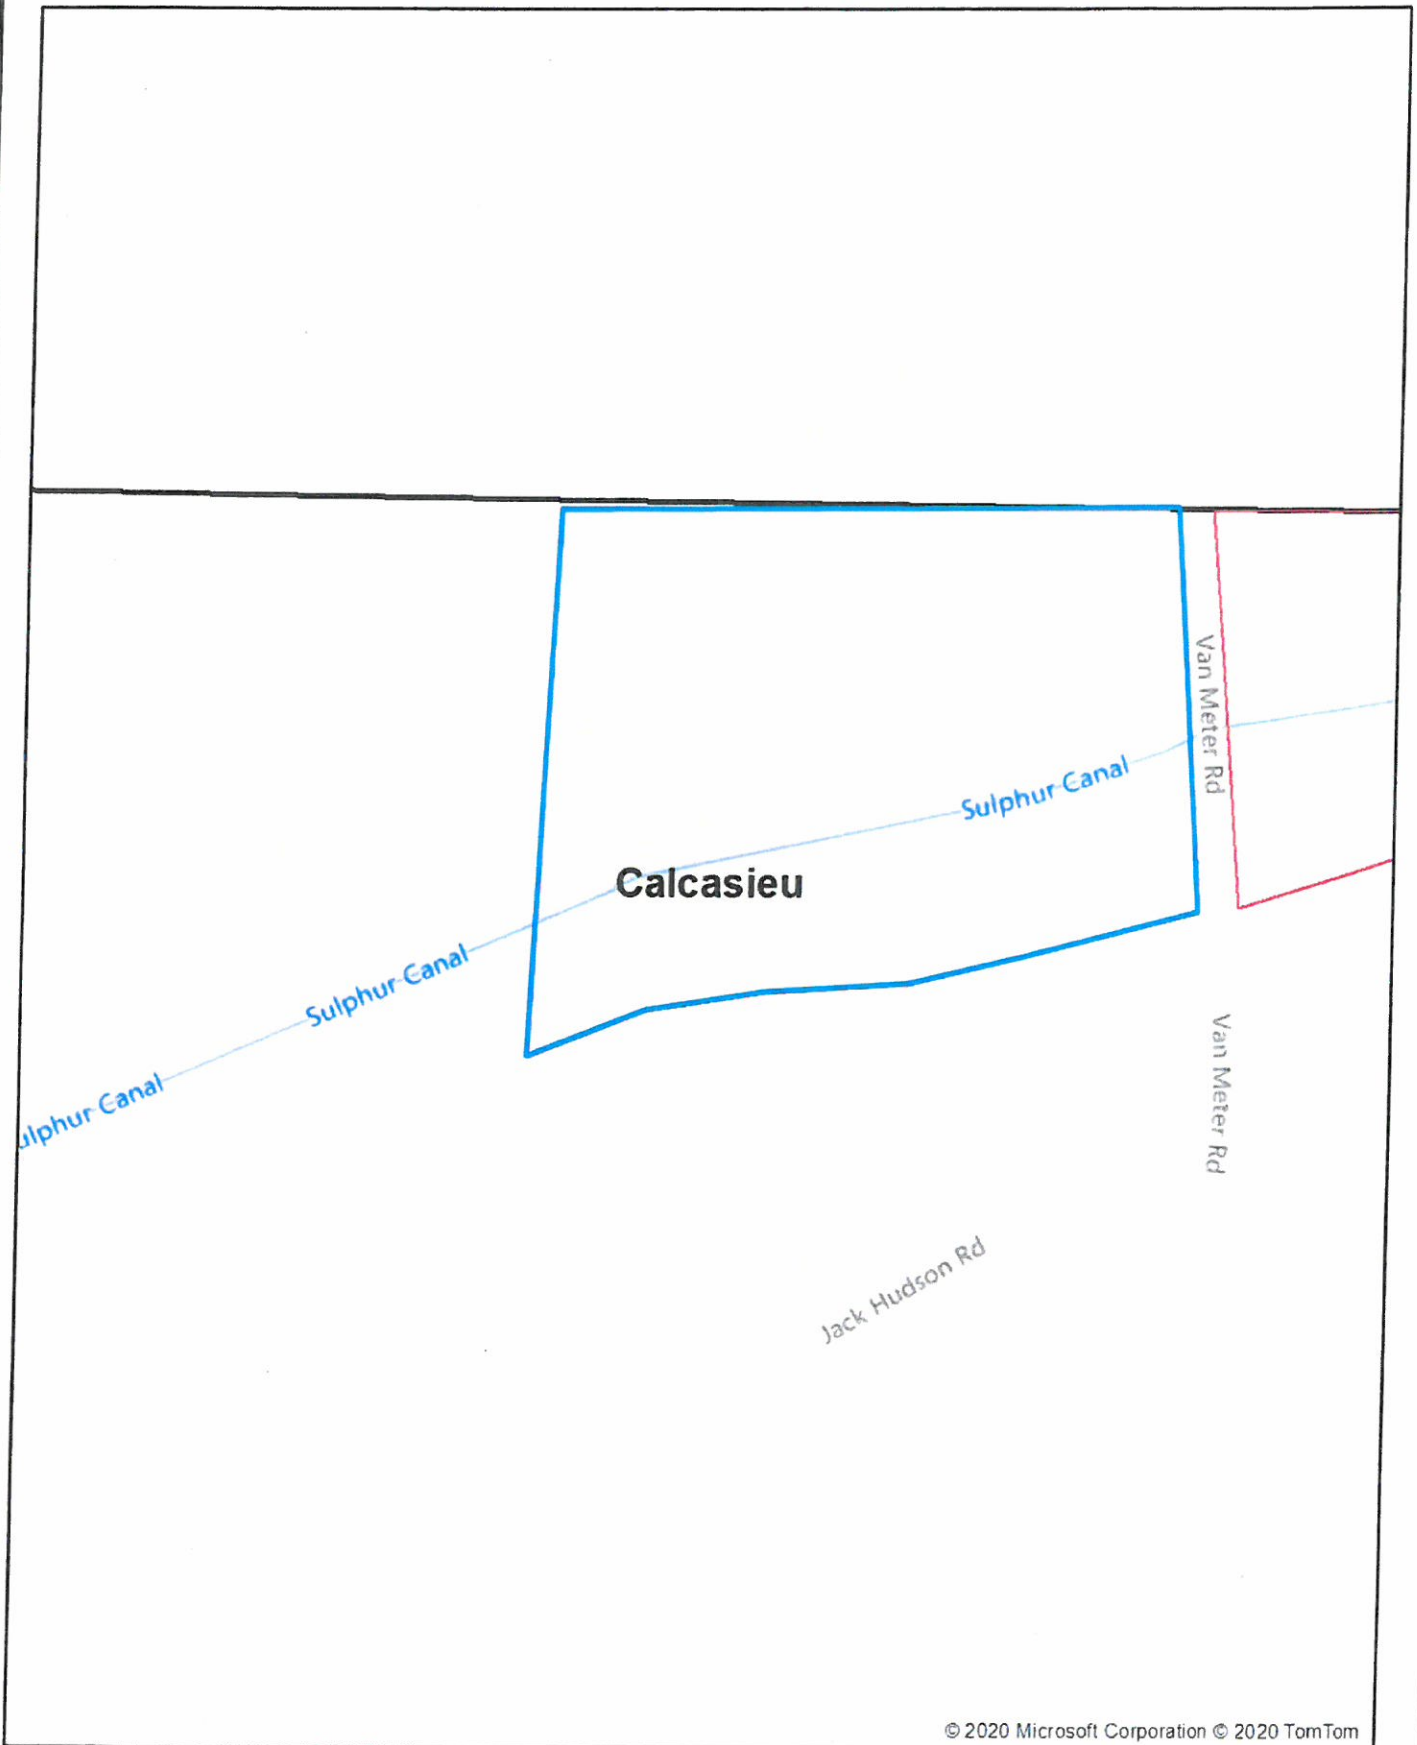 Van Meter Rd
Sulphur Canal
Calcasieu
Sulphur Canal
ulphur Canal
Van Meter Rd
Jack Hudson Rd
© 2020 Microsoft Corporation © 2020 TomTom